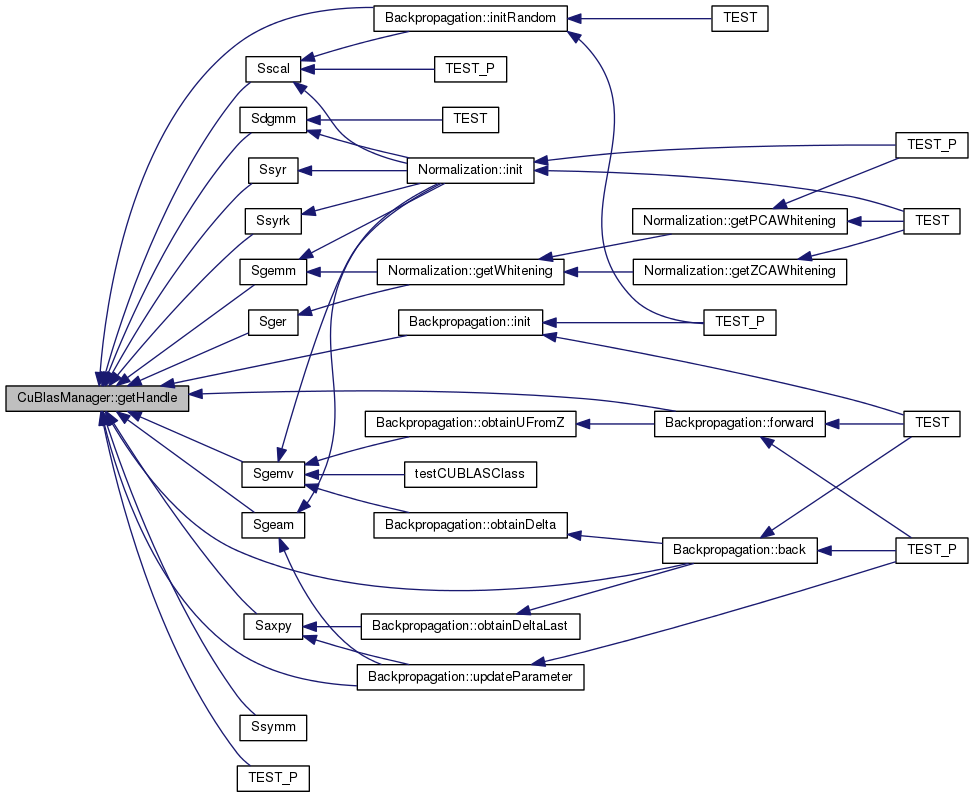 Backpropagation::initRandom
TEST
Sscal
TEST_P
Sdgmm
TEST
TEST_P
Ssyr
Normalization::init
Ssyrk
Normalization::getPCAWhitening
TEST
Sgemm
Normalization::getWhitening
Normalization::getZCAWhitening
Sger
Backpropagation::init
TEST_P
CuBlasManager::getHandle
Backpropagation::obtainUFromZ
Backpropagation::forward
TEST
Sgemv
testCUBLASClass
Sgeam
Backpropagation::obtainDelta
Backpropagation::back
TEST_P
Saxpy
Backpropagation::obtainDeltaLast
Backpropagation::updateParameter
Ssymm
TEST_P